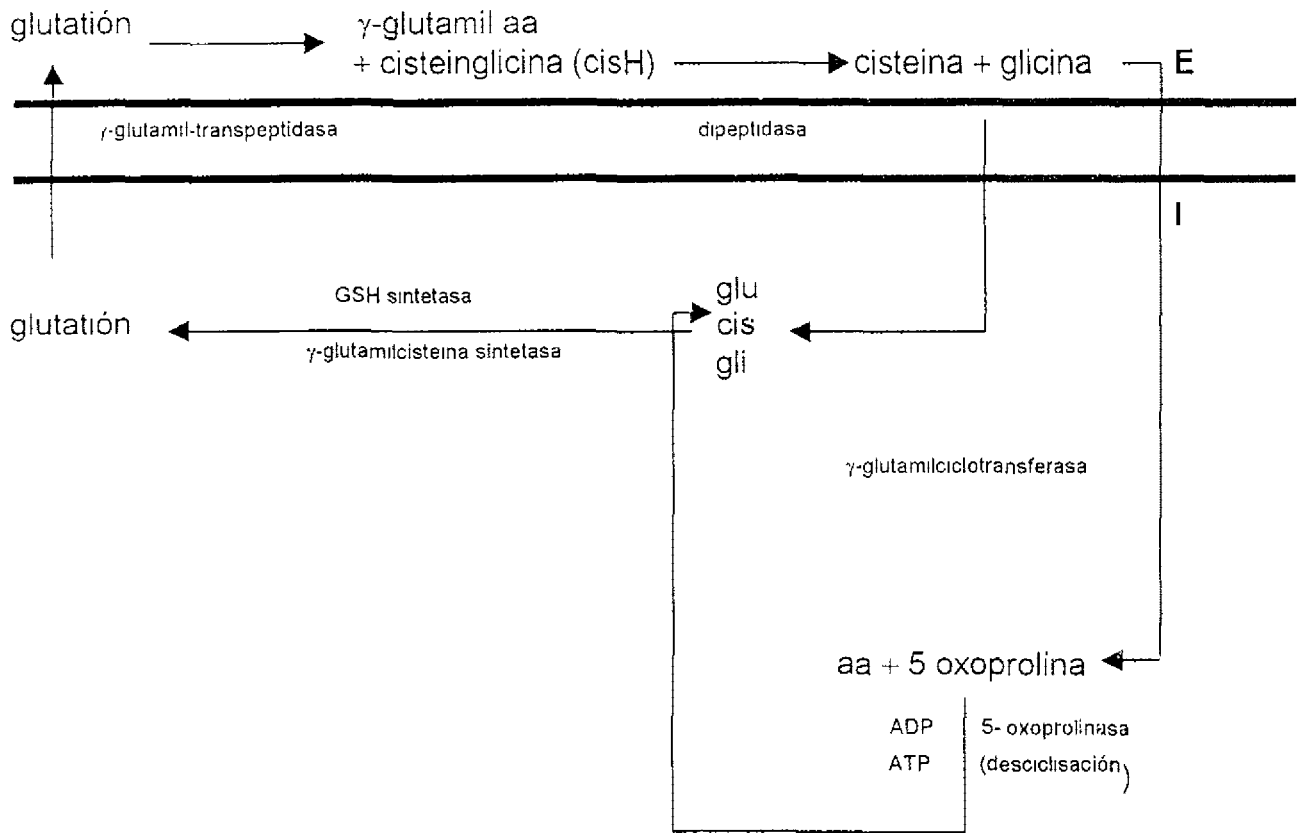 glutatión
γ-glutamil aa
+ cisteinglicina (cisH)
cisteina + glicina
E
γ-glutamil-transpeptidasa
dipeptidasa
I
GSH sintetasa
glutatión
γ-glutamilcisteina sintetasa
glu
cis
gli
γ-glutamilciclotransferasa
aa + 5 oxoprolina
ADP
5- oxoprolinasa
ATP
(desciclisación)